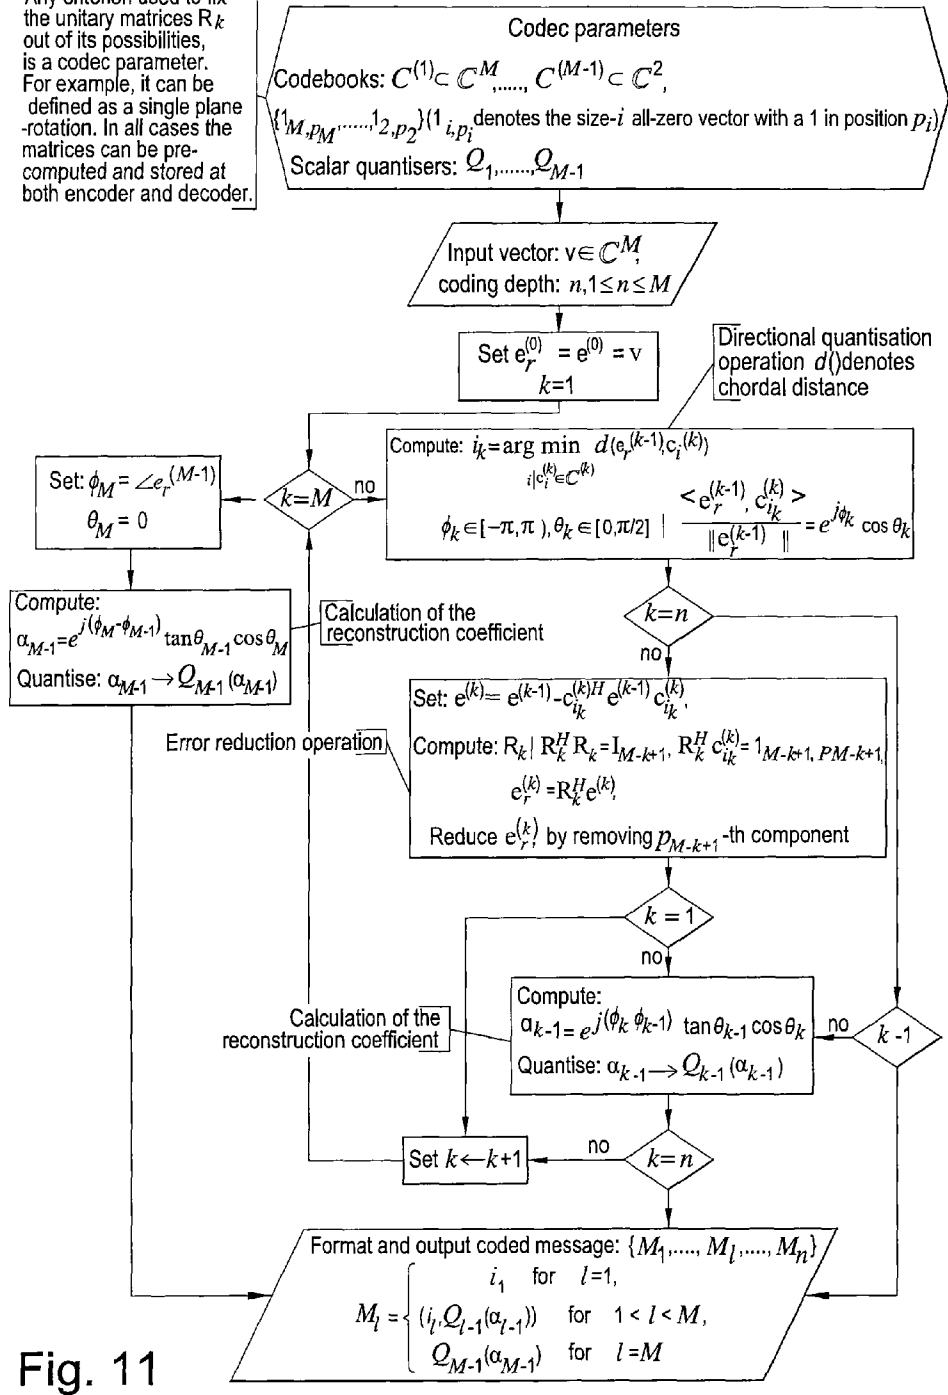 Any criterion used to fix
the unitary matrices R_k
out of its possibilities,
is a codec parameter.
For example, it can be
defined as a single plane
-rotation. In all cases the
matrices can be pre-
computed and stored at
both encoder and decoder.
Codec parameters
Codebooks: C^(1) ⊂ ℂ^M,....., C^(M-1) ⊂ ℂ^2,
{1_M,p_M,.....,1_2,p_2}(1_i,p_i denotes the size-i all-zero vector with a 1 in position p_i)
Scalar quantisers: Q_1,......,Q_M-1
Input vector: v∈ℂ^M,
coding depth: n,1≤n≤M
Set e_r^(0) = e^(0) = v
k=1
Directional quantisation
operation d()denotes
chordal distance
Compute: i_k=arg min d(e_r^(k-1),c_i^(k))
i|c_i^(k)∈ℂ^(k)
ϕ_k∈[-π,π),θ_k∈[0,π/2] | <e_r^(k-1),c_i_k^(k)> / ||e_r^(k-1)|| =e^jϕ_k cosθ_k
k=M
no
Set: ϕ_M=∠e_r^(M-1)
θ_M=0
Compute:
α_M-1=e^j(ϕ_M-ϕ_M-1) tanθ_M-1 cosθ_M
Quantise: α_M-1→Q_M-1(α_M-1)
Calculation of the
reconstruction coefficient
k=n
no
Set: e^(k)= e^(k-1)-c_i_k^(k)H e^(k-1) c_i_k^(k),
Compute: R_k| R_k^H R_k=I_M-k+1, R_k^H c_i_k^(k)=1_M-k+1, PM-k+1,
e_r^(k)=R_k^H e^(k),
Reduce e_r^(k), by removing p_M-k+1-th component
Error reduction operation
k=1
no
Compute:
α_k-1=e^j(ϕ_k ϕ_k-1) tanθ_k-1 cosθ_k
Quantise: α_k-1→Q_k-1(α_k-1)
Calculation of the
reconstruction coefficient
no
k-1
Set k←k+1
no
k=n
Format and output coded message: {M_1,...., M_l,...., M_n}
M_l = { i_1 for l=1,
(i_l,Q_l-1(α_l-1)) for 1<l<M,
Q_M-1(α_M-1) for l=M
Fig. 11